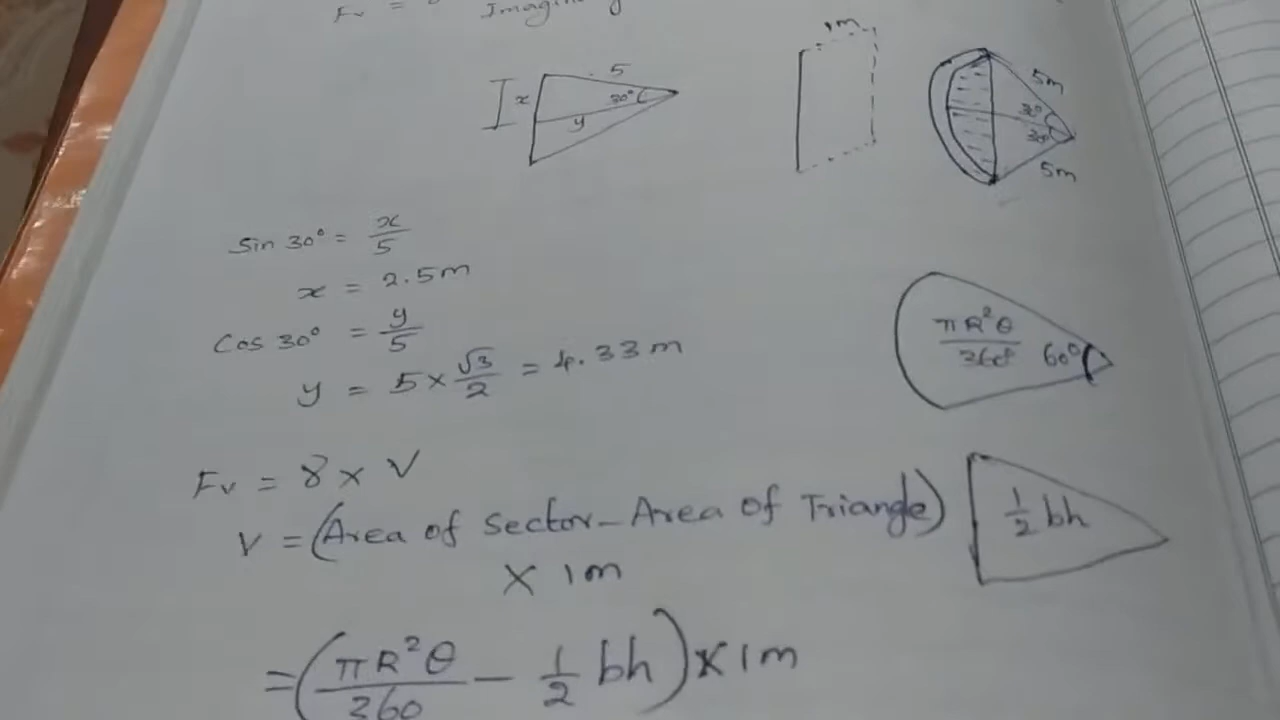 Fv =
5
x
30°
y
1m
5m
30°
30°
5m
Sin 30° = x/5
x = 2.5m
Cos 30° = y/5
y = 5 × √3/2 = 4.33m
πR²θ/360° 60°
Fv = γ × V
V = (Area of Sector - Area of Triangle)
× 1m
1/2 bh
= (πR²θ/360 - 1/2 bh) × 1m